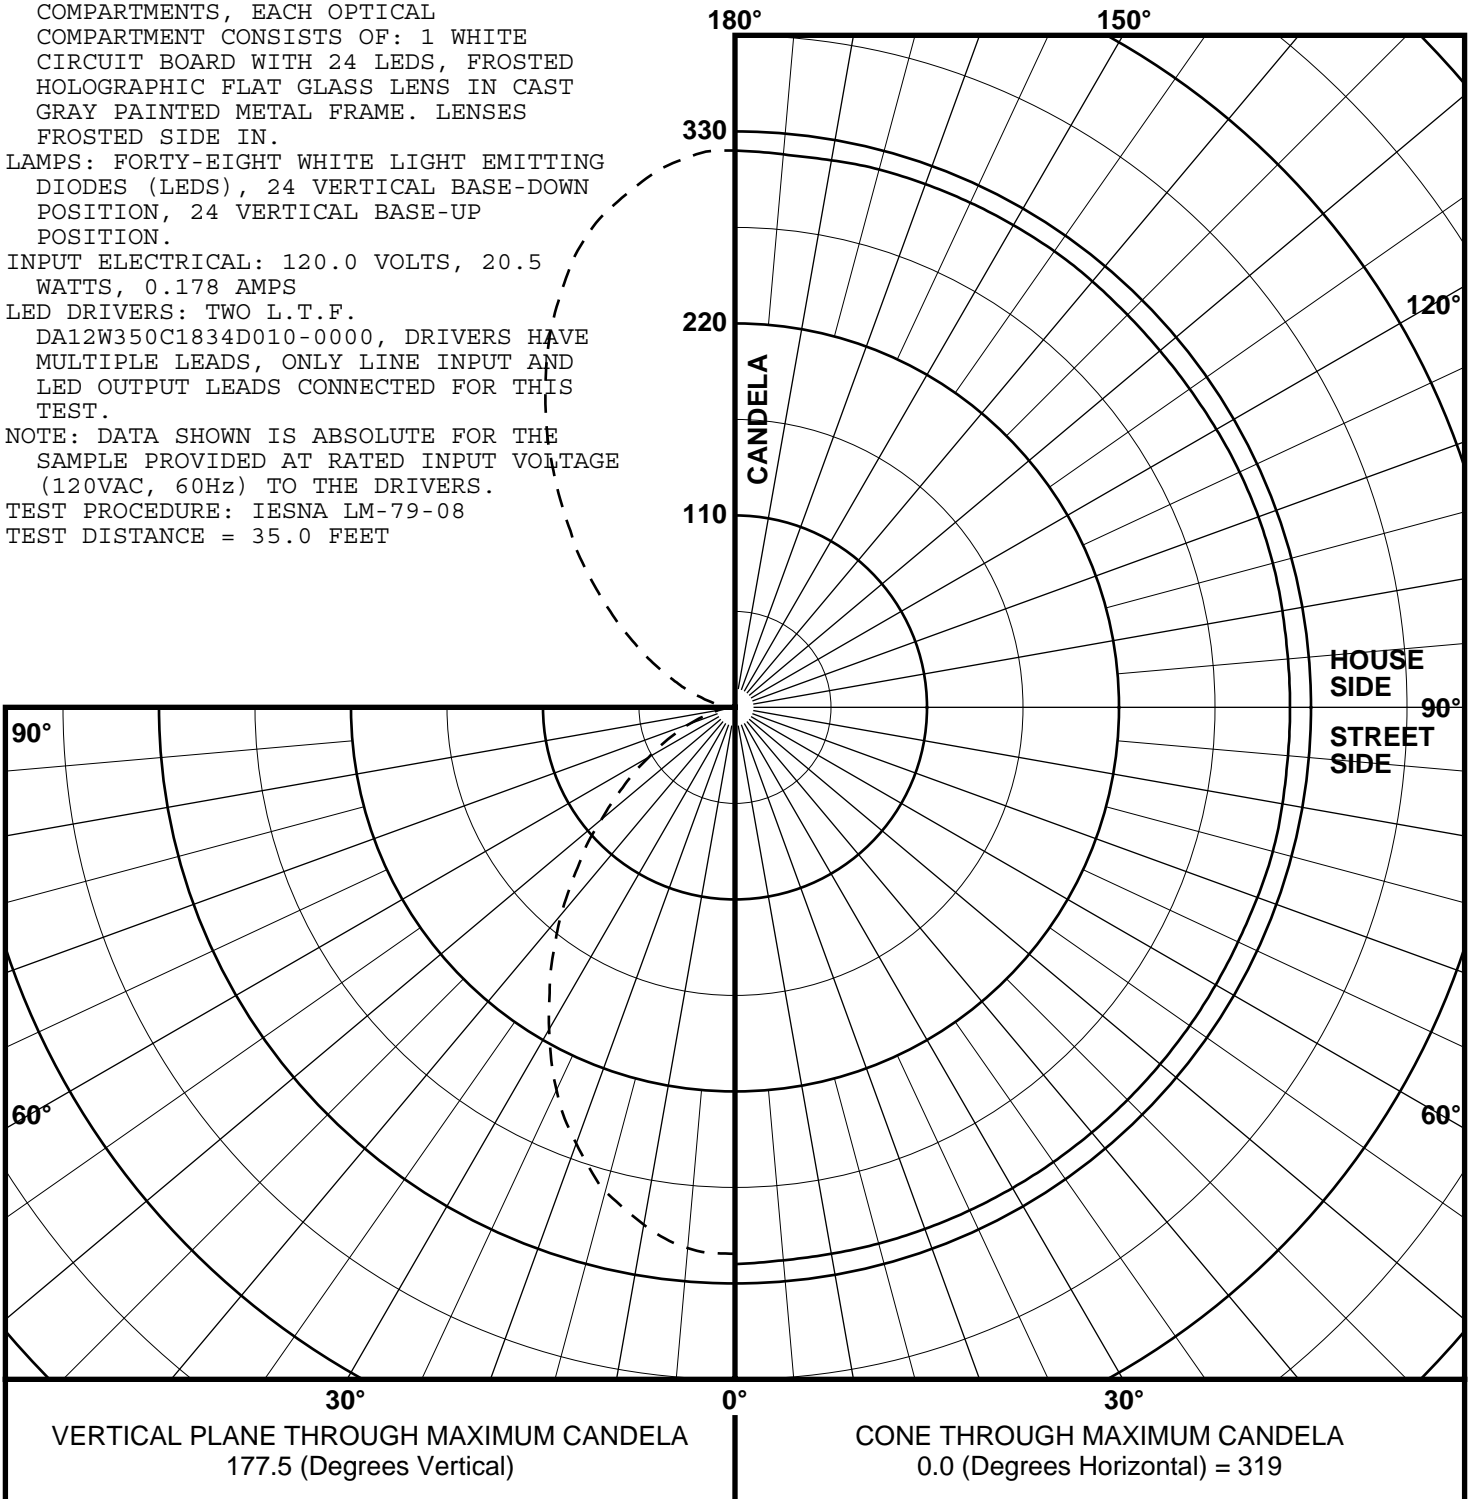 COMPARTMENTS, EACH OPTICAL
COMPARTMENT CONSISTS OF: 1 WHITE
CIRCUIT BOARD WITH 24 LEDS, FROSTED
HOLOGRAPHIC FLAT GLASS LENS IN CAST
GRAY PAINTED METAL FRAME. LENSES
FROSTED SIDE IN.
LAMPS: FORTY-EIGHT WHITE LIGHT EMITTING
DIODES (LEDS), 24 VERTICAL BASE-DOWN
POSITION, 24 VERTICAL BASE-UP
POSITION.
INPUT ELECTRICAL: 120.0 VOLTS, 20.5
WATTS, 0.178 AMPS
LED DRIVERS: TWO L.T.F.
DA12W350C1834D010-0000, DRIVERS HAVE
MULTIPLE LEADS, ONLY LINE INPUT AND
LED OUTPUT LEADS CONNECTED FOR THIS
TEST.
NOTE: DATA SHOWN IS ABSOLUTE FOR THE
SAMPLE PROVIDED AT RATED INPUT VOLTAGE
(120VAC, 60Hz) TO THE DRIVERS.
TEST PROCEDURE: IESNA LM-79-08
TEST DISTANCE = 35.0 FEET
180°
150°
330
120°
220
CANDELA
110
HOUSE
SIDE
90°
90°
STREET
SIDE
60°
60°
30°
0°
30°
VERTICAL PLANE THROUGH MAXIMUM CANDELA
177.5 (Degrees Vertical)
CONE THROUGH MAXIMUM CANDELA
0.0 (Degrees Horizontal) = 319